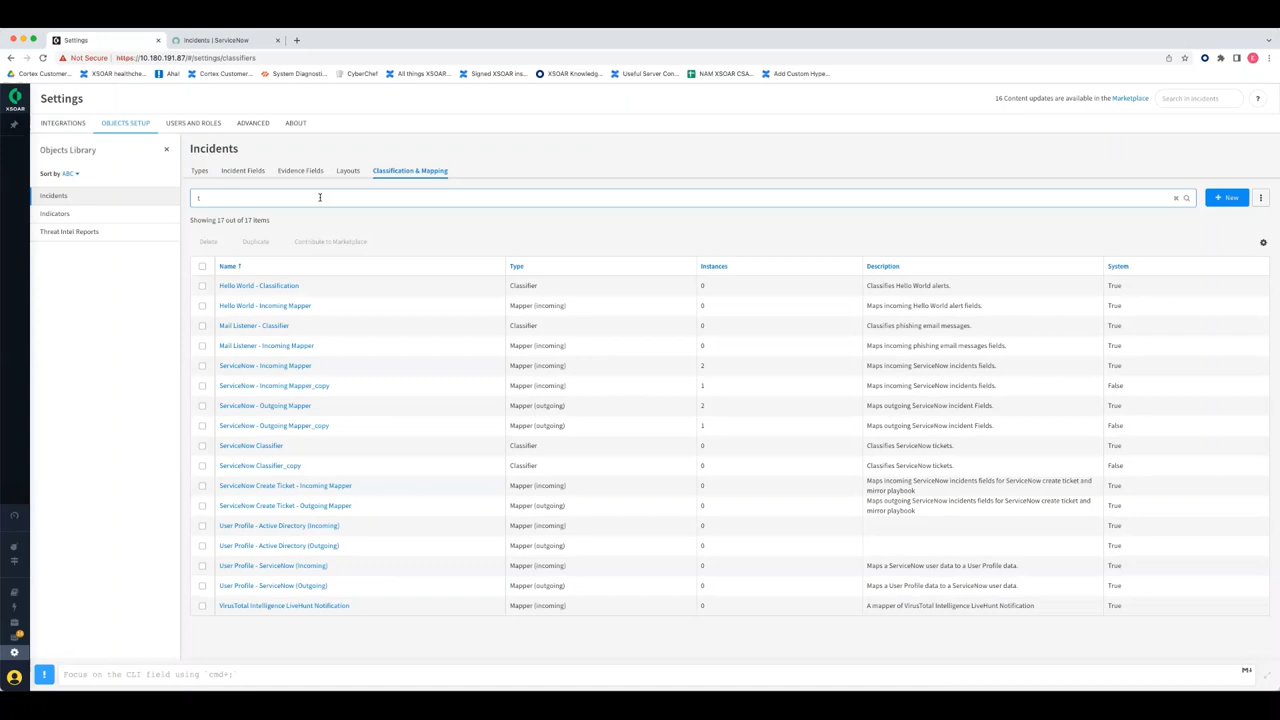 Settings
Incidents | ServiceNow
Not Secure
https://10.180.191.87/#/settings/classifiers
Cortex Customer...
XSOAR healthche...
Aha!
Cortex Customer...
System Diagnosti...
CyberChef
All things XSOAR...
Signed XSOAR ins...
XSOAR Knowledg...
Useful Server Con...
NAM XSOAR CSA...
Add Custom Hype...
XSOAR
Settings
16 Content updates are available in the Marketplace
Search in incidents
?
INTEGRATIONS
OBJECTS SETUP
USERS AND ROLES
ADVANCED
ABOUT
Objects Library
Sort by ABC
Incidents
Indicators
Threat Intel Reports
Incidents
Types
Incident Fields
Evidence Fields
Layouts
Classification & Mapping
t
+ New
Showing 17 out of 17 items
Delete
Duplicate
Contribute to Marketplace
Name ↑ Type Instances Description System
Hello World - Classification Classifier 0 Classifies Hello World alerts. True
Hello World - Incoming Mapper Mapper (incoming) 0 Maps incoming Hello World alert fields. True
Mail Listener - Classifier Classifier 0 Classifies phishing email messages. True
Mail Listener - Incoming Mapper Mapper (incoming) 0 Maps incoming phishing email messages fields. True
ServiceNow - Incoming Mapper Mapper (incoming) 2 Maps incoming ServiceNow incidents fields. True
ServiceNow - Incoming Mapper_copy Mapper (incoming) 1 Maps incoming ServiceNow incidents fields. False
ServiceNow - Outgoing Mapper Mapper (outgoing) 2 Maps outgoing ServiceNow incident Fields. True
ServiceNow - Outgoing Mapper_copy Mapper (outgoing) 1 Maps outgoing ServiceNow incident Fields. False
ServiceNow Classifier Classifier 0 Classifies ServiceNow tickets. True
ServiceNow Classifier_copy Classifier 0 Classifies ServiceNow tickets. False
ServiceNow Create Ticket - Incoming Mapper Mapper (incoming) 0 Maps incoming ServiceNow incidents fields for ServiceNow create ticket and True
mirror playbook
ServiceNow Create Ticket - Outgoing Mapper Mapper (outgoing) 0 Maps outgoing ServiceNow incidents fields for ServiceNow create ticket and True
mirror playbook
User Profile - Active Directory (Incoming) Mapper (incoming) 0 True
User Profile - Active Directory (Outgoing) Mapper (outgoing) 0 True
User Profile - ServiceNow (Incoming) Mapper (incoming) 0 Maps a ServiceNow user data to a User Profile data. True
User Profile - ServiceNow (Outgoing) Mapper (outgoing) 0 Maps a User Profile data to a ServiceNow user data. True
VirusTotal Intelligence LiveHunt Notification Mapper (incoming) 0 A mapper of VirusTotal Intelligence LiveHunt Notification True
! Focus on the CLI field using `cmd+;`
M↓